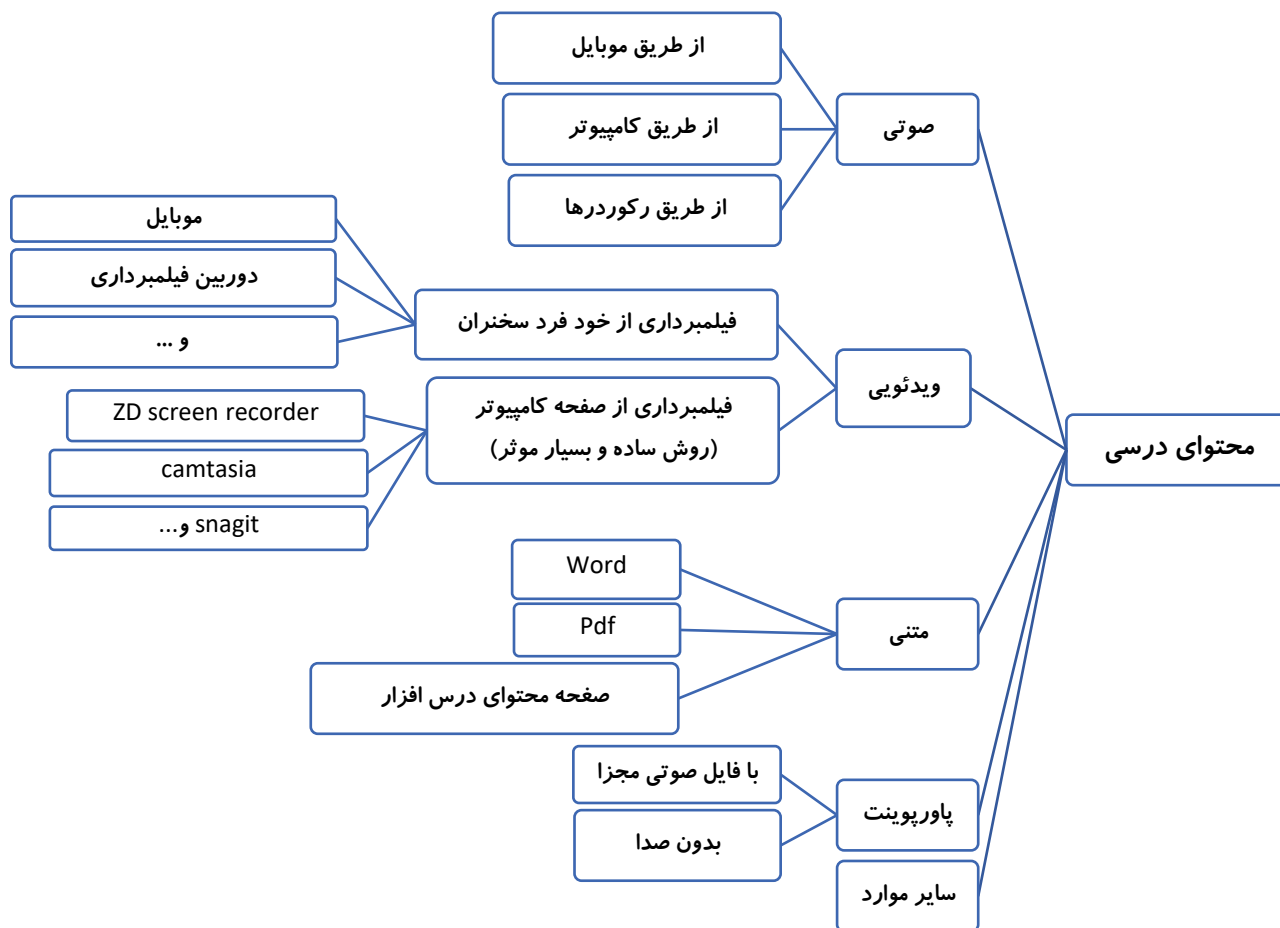 محتوای درسی
صوتی
از طریق موبایل
از طریق کامپیوتر
از طریق رکوردرها
ویدئویی
فیلمبرداری از خود فرد سخنران
موبایل
دوربین فیلمبرداری
و ...
فیلمبرداری از صفحه کامپیوتر
(روش ساده و بسیار موثر)
ZD screen recorder
camtasia
snagit و...
متنی
Word
Pdf
صفحه محتوای درس افزار
پاورپوینت
با فایل صوتی مجزا
بدون صدا
سایر موارد